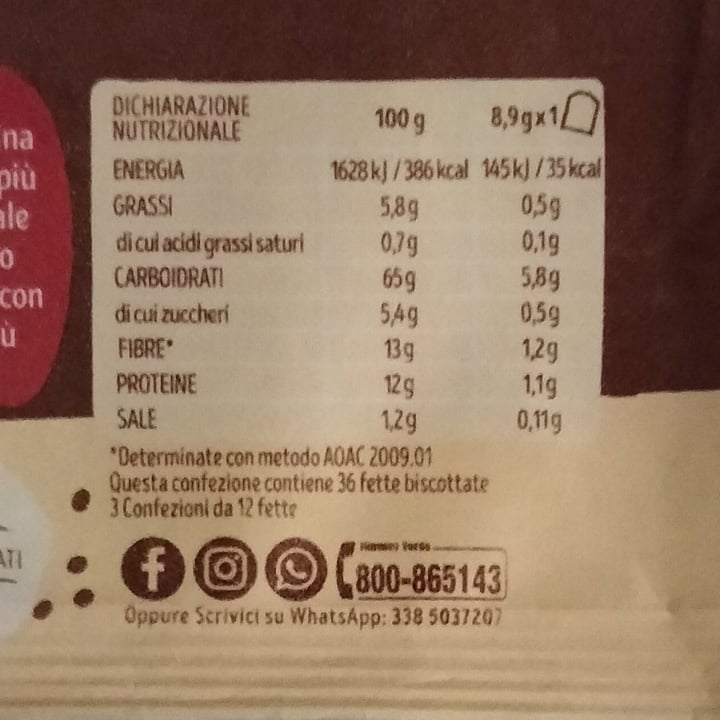 na
più
ale
o
con
ù
DICHIARAZIONE
NUTRIZIONALE 100 g 8,9gx1
ENERGIA 1628 kJ / 386 kcal 145 kJ / 35 kcal
GRASSI 5,8g 0,5g
di cui acidi grassi saturi 0,7g 0,1g
CARBOIDRATI 65g 5,8g
di cui zuccheri 5,4g 0,5g
FIBRE* 13g 1,2g
PROTEINE 12g 1,1g
SALE 1,2g 0,11g
*Determinate con metodo AOAC 2009.01
Questa confezione contiene 36 fette biscottate
3 Confezioni da 12 fette
ATI
Numero Verde
800-865143
Oppure Scrivici su WhatsApp: 338 5037207